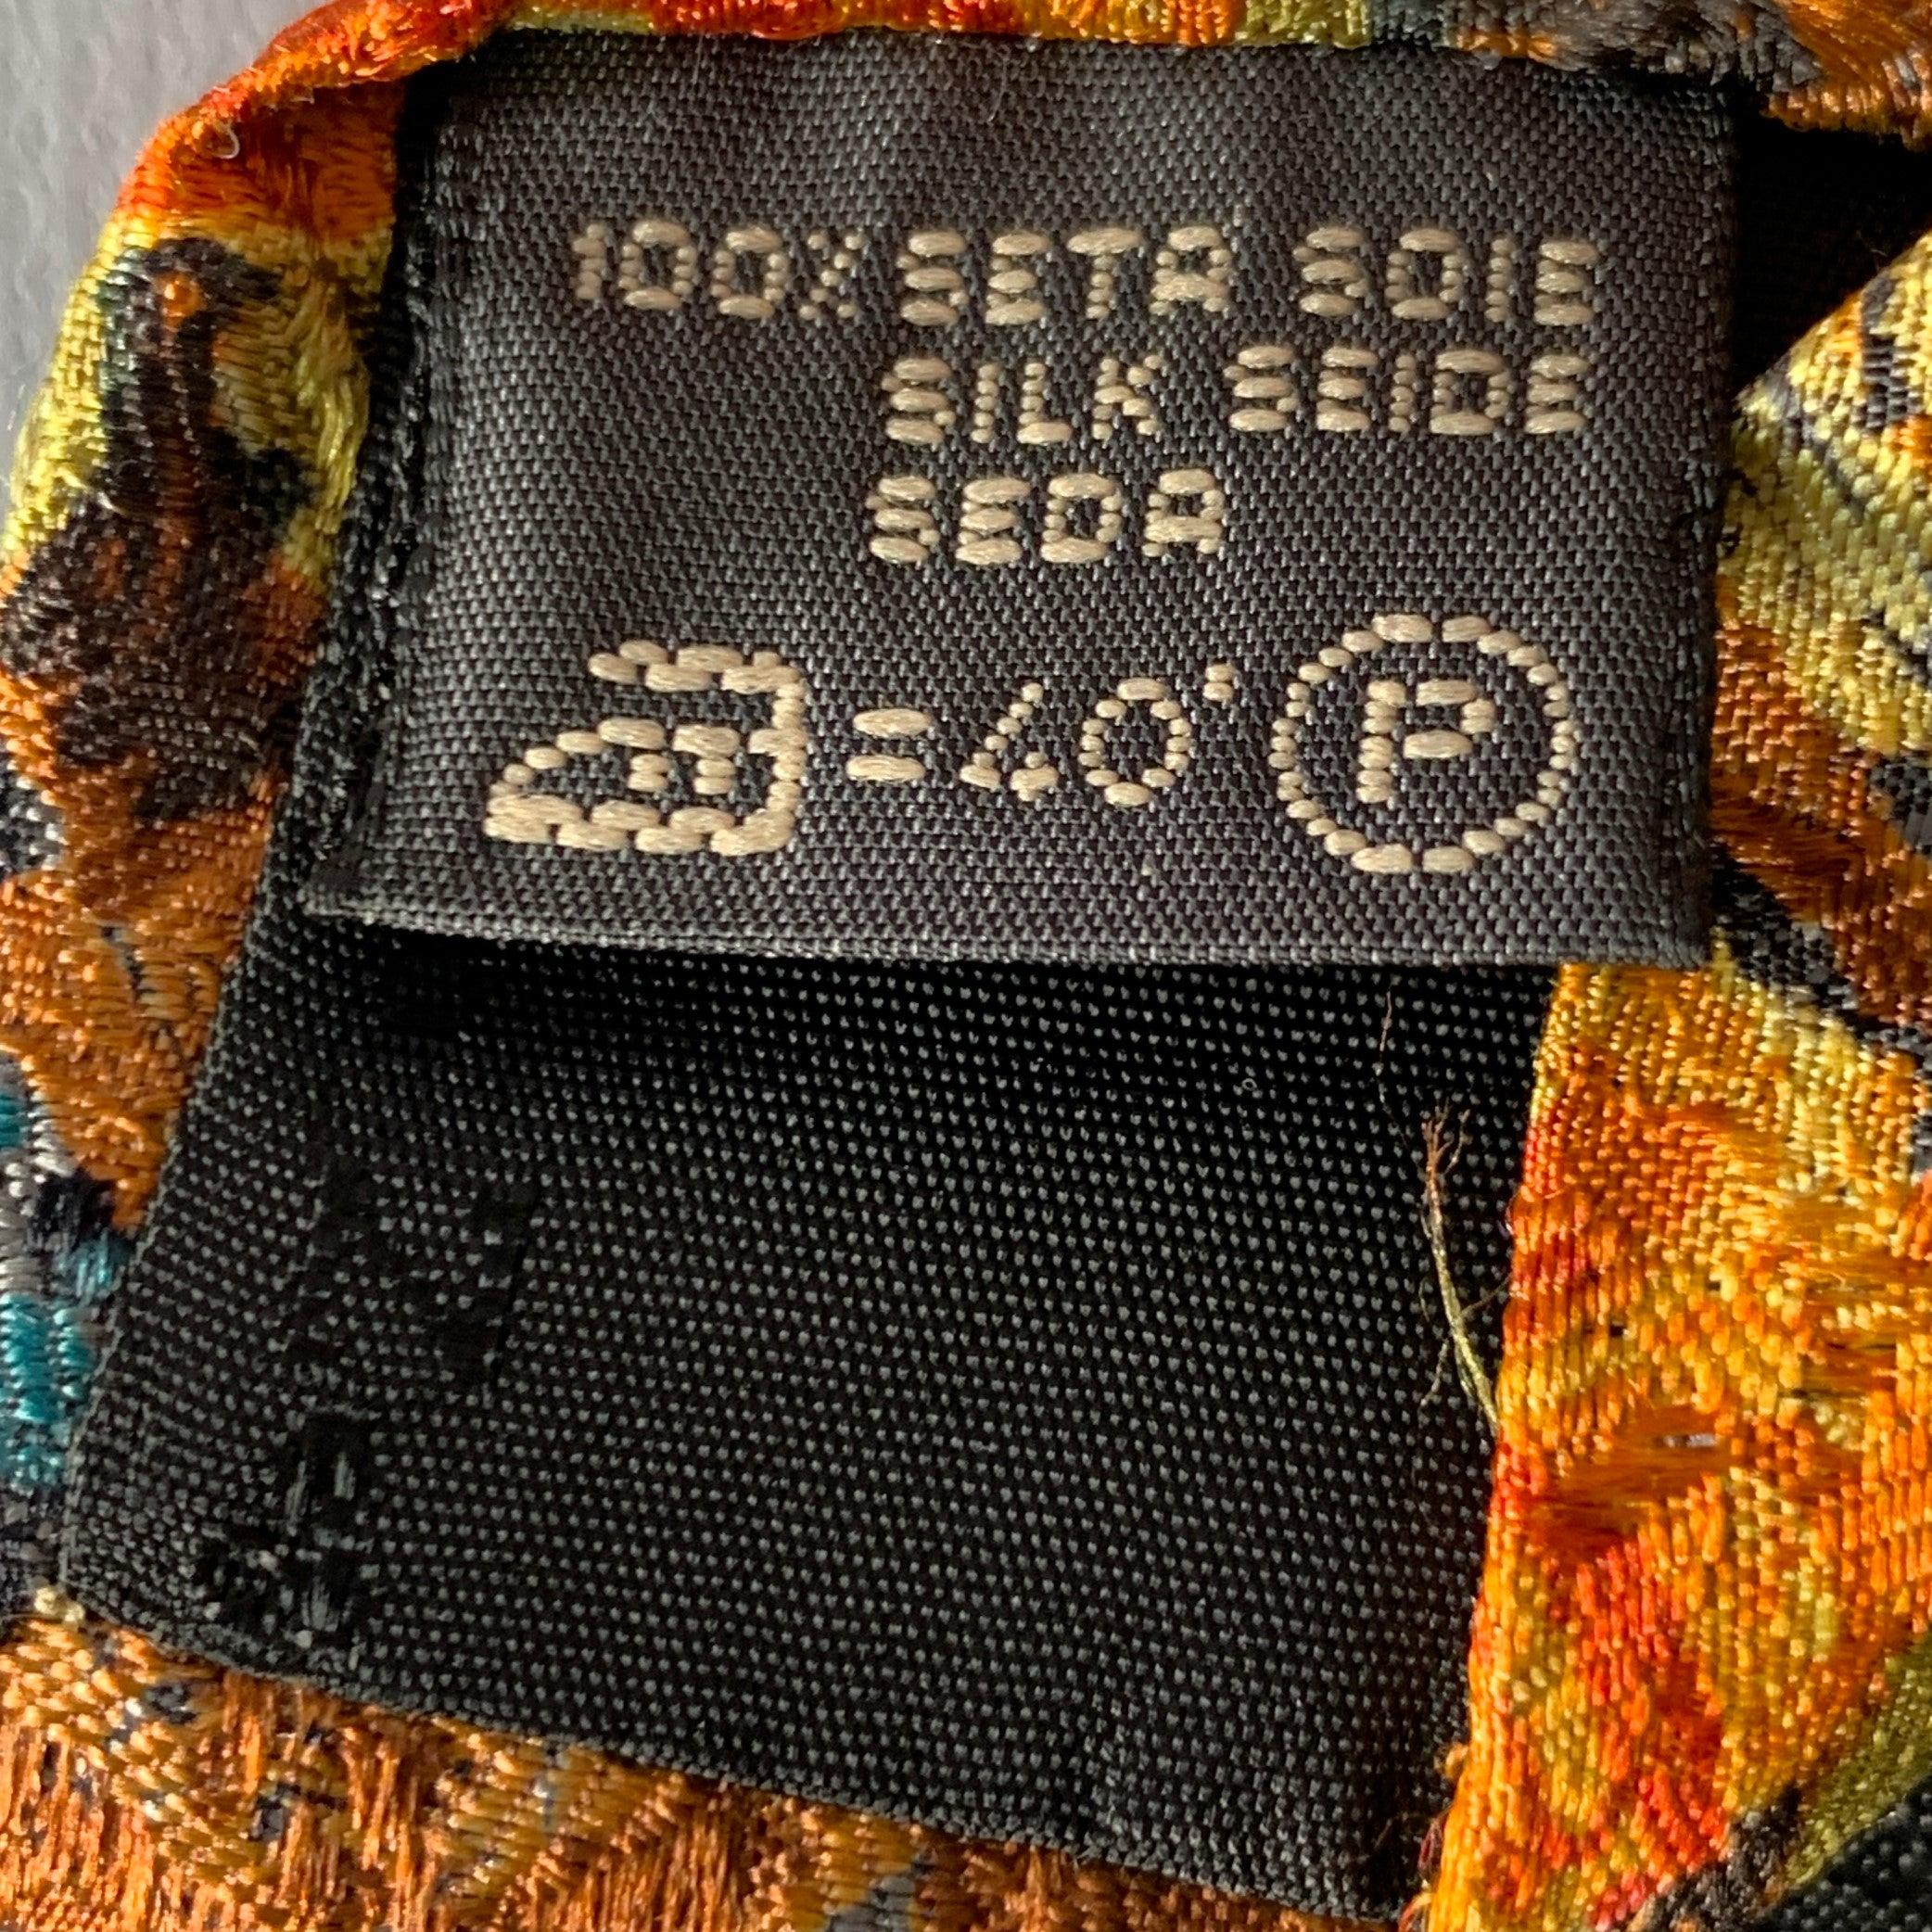 100% SETA SOIE
SILK SEIDE
SEDA
=40° P